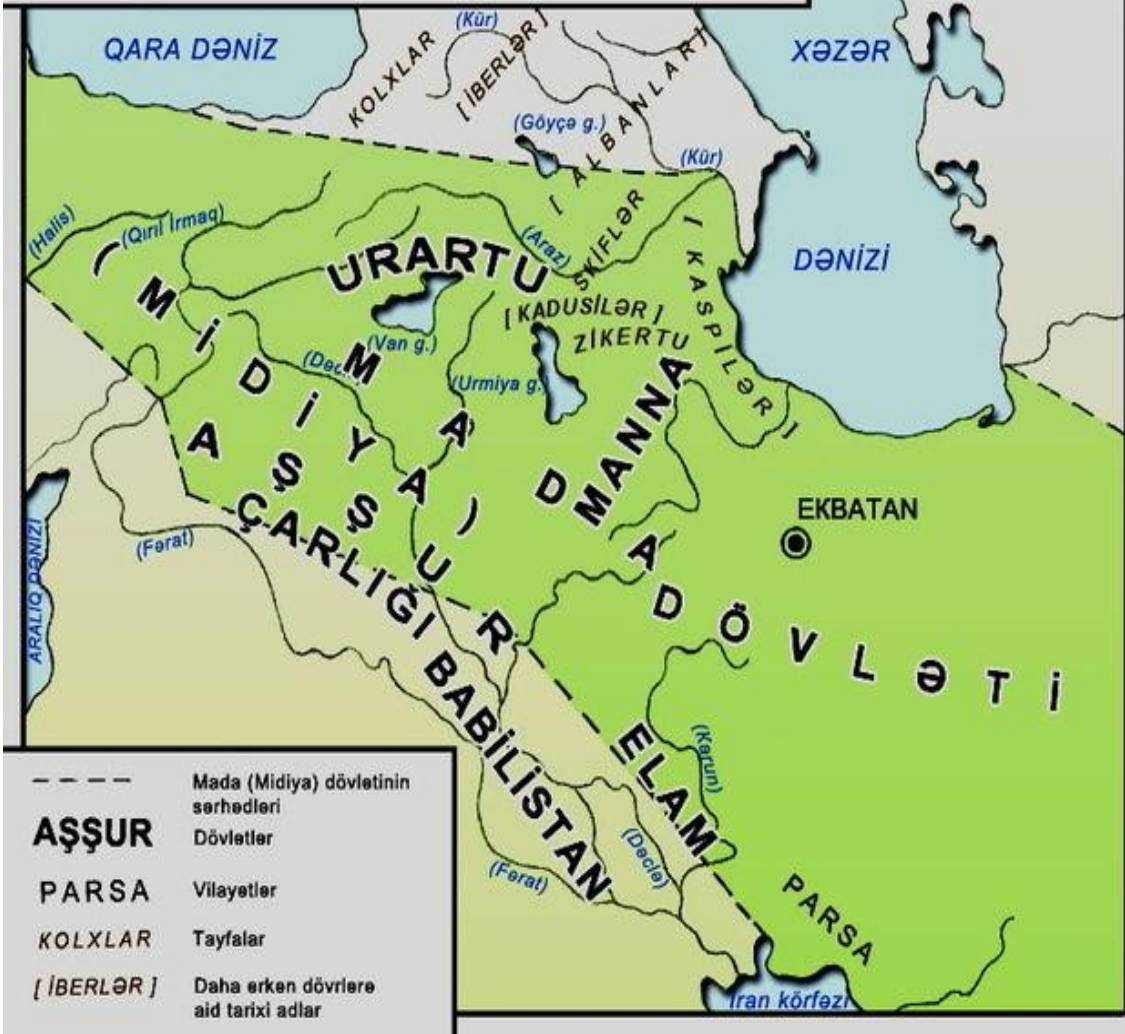 QARA DƏNİZ
(Kür)
KOLXLAR
[İBERLƏR]
[ALBANLAR]
XƏZƏR
DƏNİZİ
(Göyçə g.)
(Kür)
(Halis)
(Qırıl İrmaq)
URARTU
(Araz)
SKİFLƏR
[KASPİLƏR]
[KADUSİLƏR]
ZİKERTU
(Van g.)
(Urmiya g.)
(MİDİYA)
MADA DÖVLƏTİ
MANNA
AŞŞUR
ÇARLIĞI
EKBATAN
(Fərat)
ARALIQ DƏNİZİ
BABİLİSTAN
ELAM
(Karun)
(Dəclə)
(Fərat)
PARSA
İran körfəzi
Mada (Midiya) dövlətinin
sərhədləri
AŞŞUR Dövlətlər
PARSA Vilayətlər
KOLXLAR Tayfalar
[İBERLƏR] Daha erkən dövrlərə
aid tarixi adlar